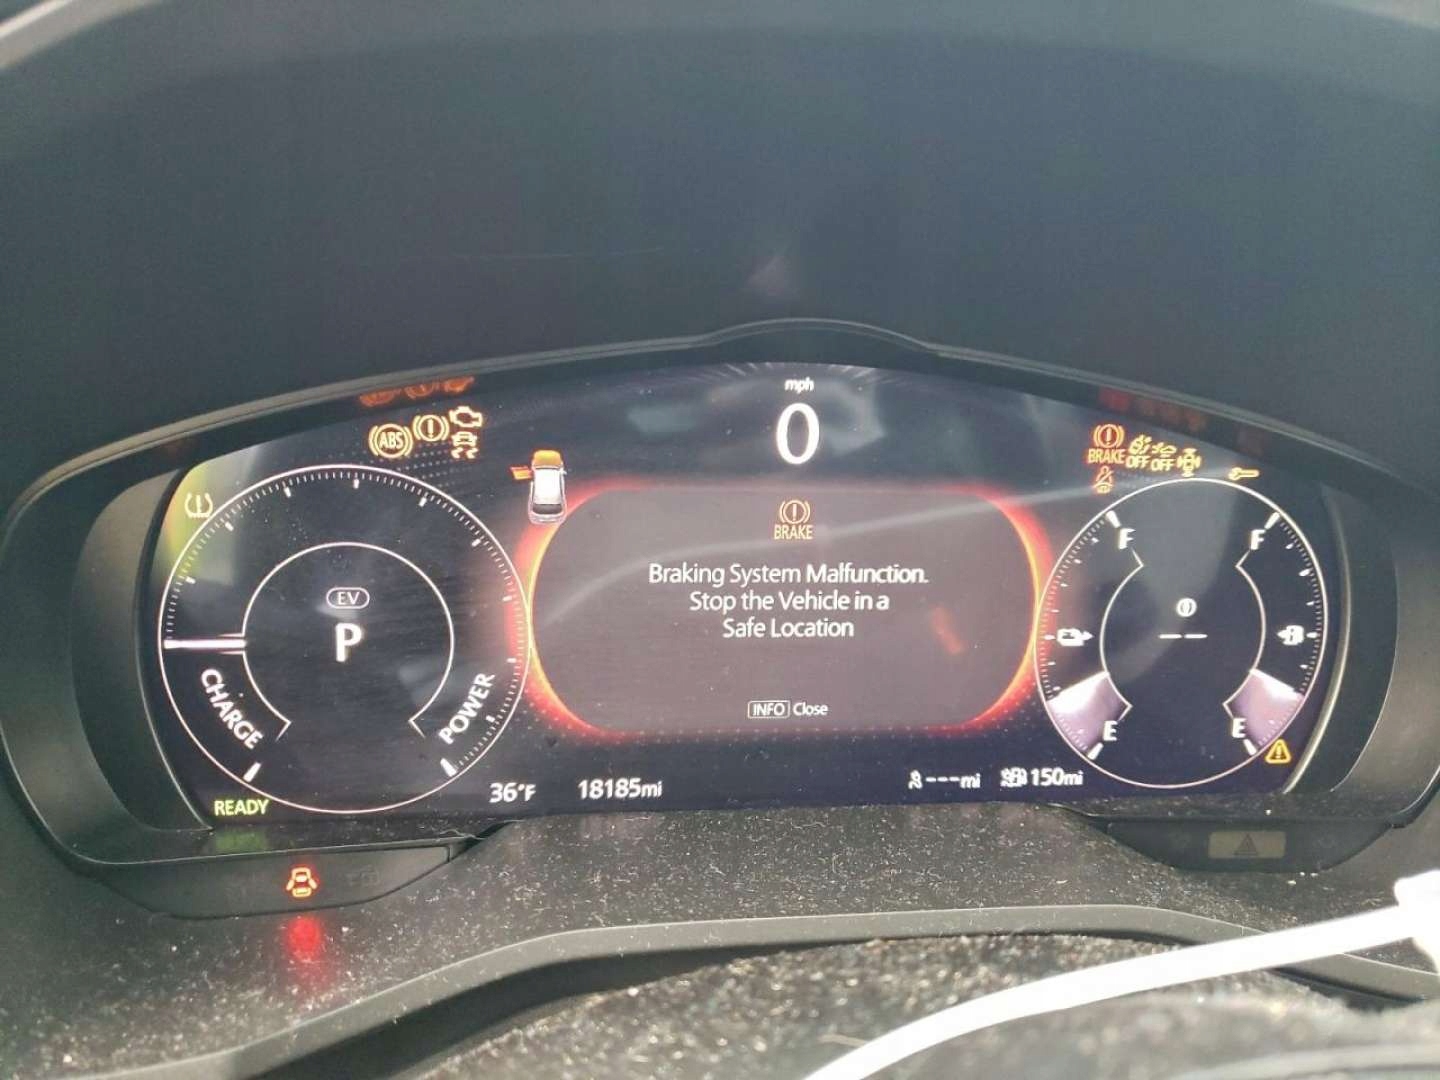 mph
0
ABS
BRAKE
OFF
OFF
BRAKE
Braking System Malfunction.
Stop the Vehicle in a
Safe Location
INFO Close
EV
P
CHARGE
POWER
F
F
--
E
E
READY
36°F
18185mi
---mi
150mi